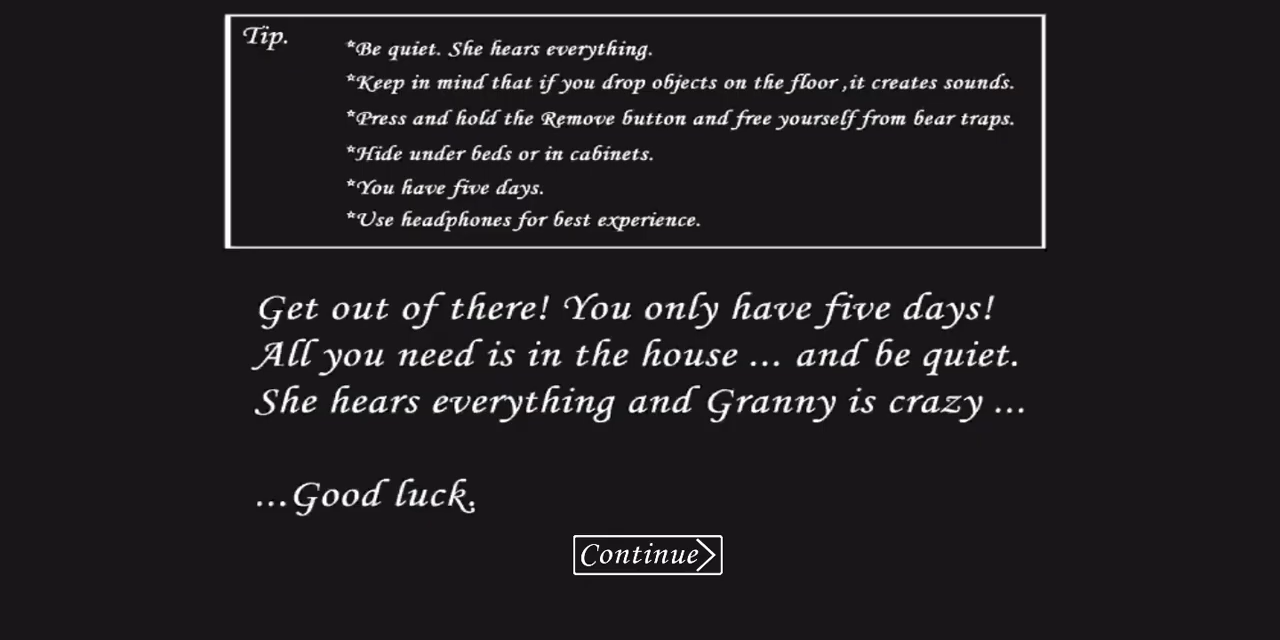 Tip.
*Be quiet. She hears everything.
*Keep in mind that if you drop objects on the floor ,it creates sounds.
*Press and hold the Remove button and free yourself from bear traps.
*Hide under beds or in cabinets.
*You have five days.
*Use headphones for best experience.
Get out of there! You only have five days!
All you need is in the house ... and be quiet.
She hears everything and Granny is crazy ...
...Good luck.
Continue